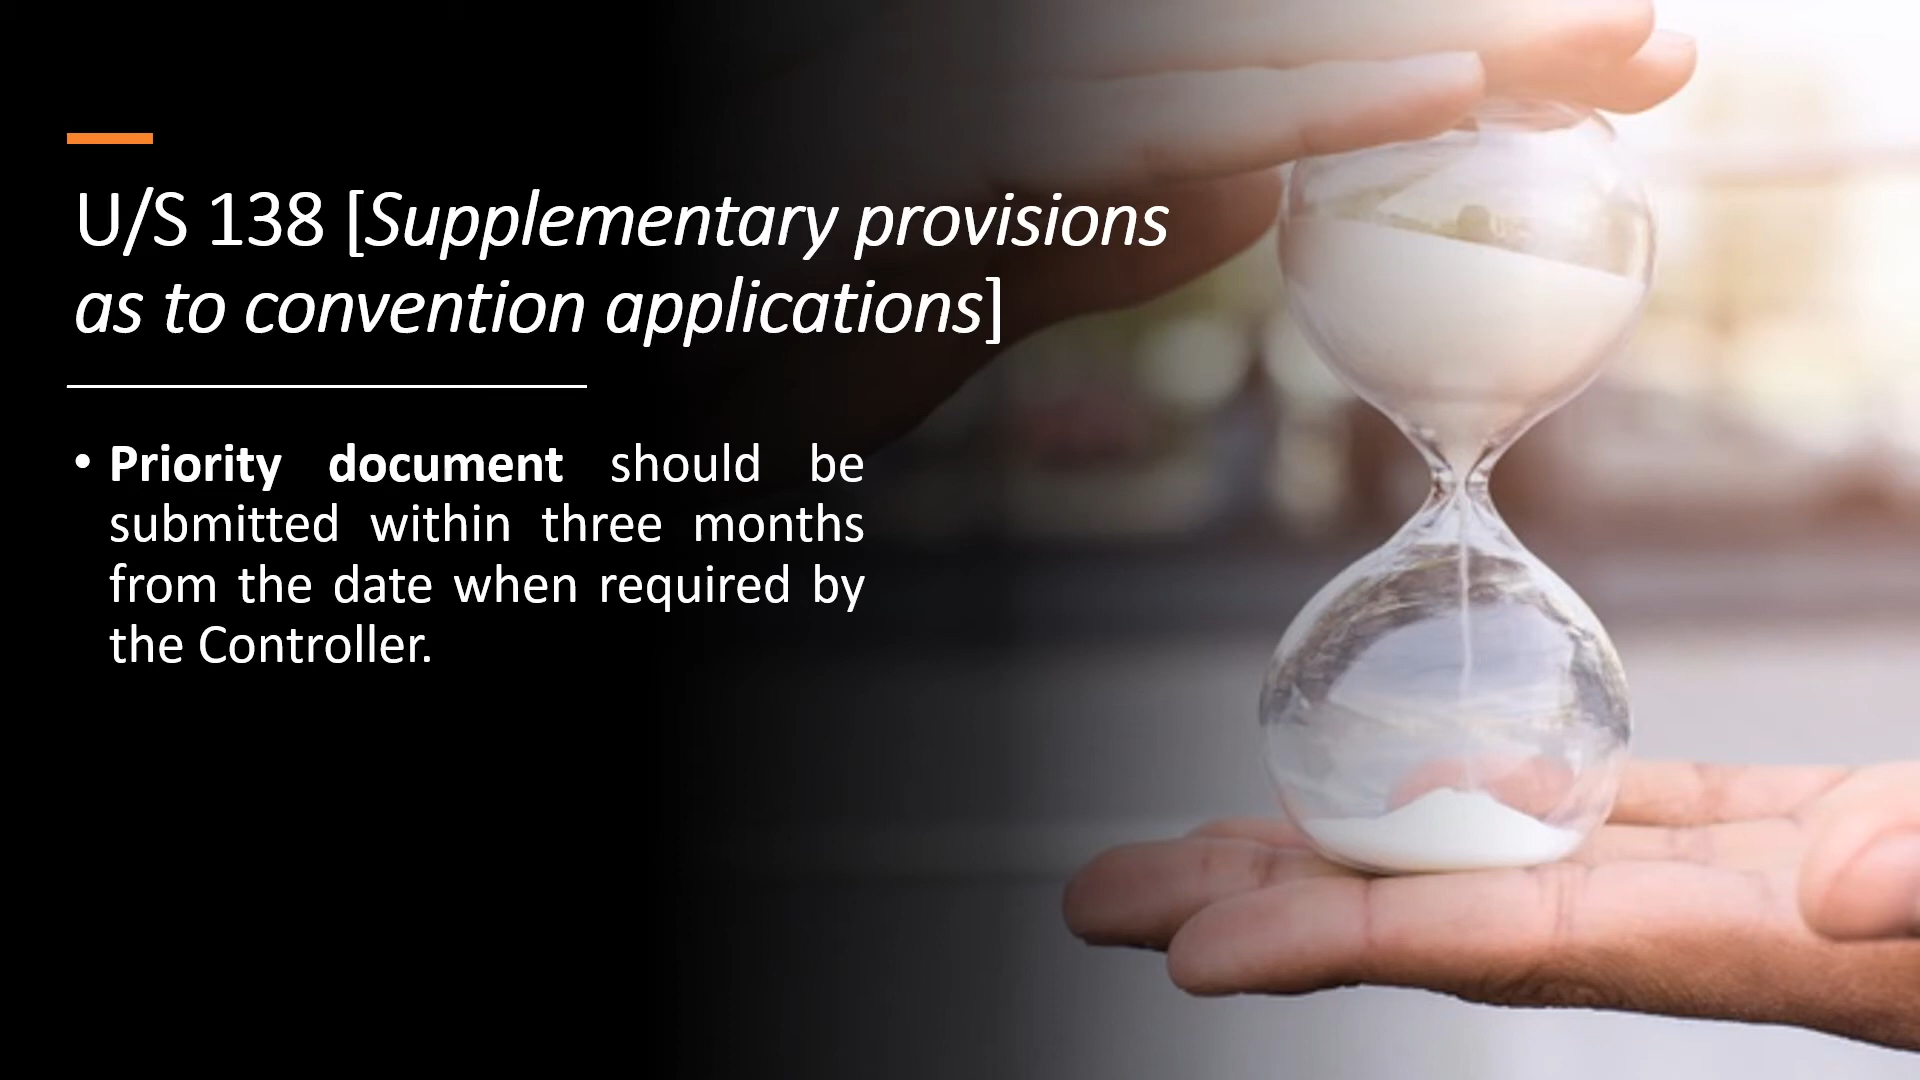 U/S 138 [Supplementary provisions
as to convention applications]
• Priority document should be
submitted within three months
from the date when required by
the Controller.